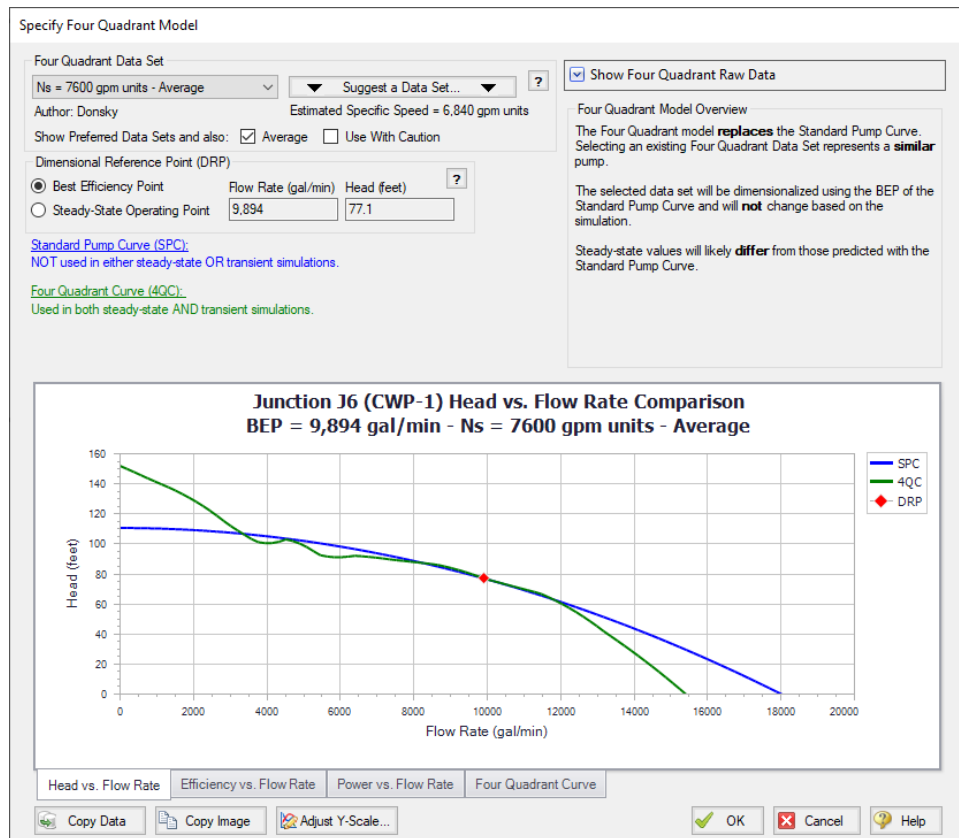 Specify Four Quadrant Model
Four Quadrant Data Set
Ns = 7600 gpm units - Average
Suggest a Data Set...
?
Author: Donsky
Estimated Specific Speed = 6,840 gpm units
Show Preferred Data Sets and also:
Average
Use With Caution
Dimensional Reference Point (DRP)
Best Efficiency Point
Flow Rate (gal/min)
Head (feet)
?
Steady-State Operating Point
9,894
77.1
Standard Pump Curve (SPC):
NOT used in either steady-state OR transient simulations.
Four Quadrant Curve (4QC):
Used in both steady-state AND transient simulations.
Show Four Quadrant Raw Data
Four Quadrant Model Overview
The Four Quadrant model replaces the Standard Pump Curve.
Selecting an existing Four Quadrant Data Set represents a similar
pump.
The selected data set will be dimensionalized using the BEP of the
Standard Pump Curve and will not change based on the
simulation.
Steady-state values will likely differ from those predicted with the
Standard Pump Curve.
Junction J6 (CWP-1) Head vs. Flow Rate Comparison
BEP = 9,894 gal/min - Ns = 7600 gpm units - Average
160
140
120
100
80
60
40
20
0
Head (feet)
0 2000 4000 6000 8000 10000 12000 14000 16000 18000 20000
Flow Rate (gal/min)
SPC
4QC
DRP
Head vs. Flow Rate
Efficiency vs. Flow Rate
Power vs. Flow Rate
Four Quadrant Curve
Copy Data
Copy Image
Adjust Y-Scale...
OK
Cancel
Help